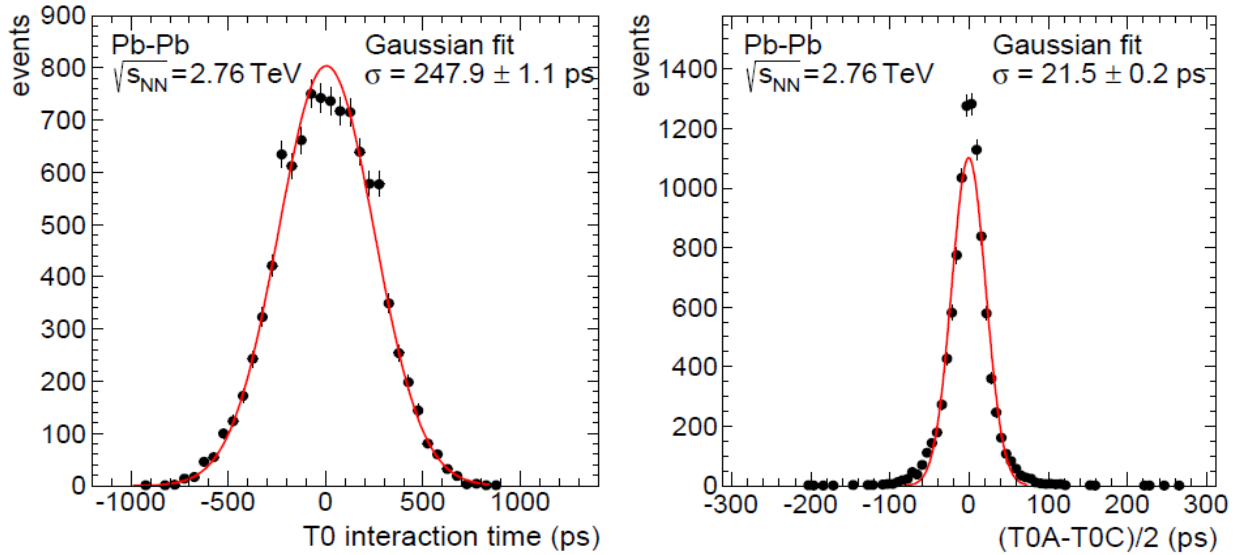 events
900
800
700
600
500
400
300
200
100
0
Pb-Pb
√sNN = 2.76 TeV
Gaussian fit
σ = 247.9 ± 1.1 ps
-1000 -500 0 500 1000
T0 interaction time (ps)
events
1400
1200
1000
800
600
400
200
0
Pb-Pb
√sNN = 2.76 TeV
Gaussian fit
σ = 21.5 ± 0.2 ps
-300 -200 -100 0 100 200 300
(T0A-T0C)/2 (ps)